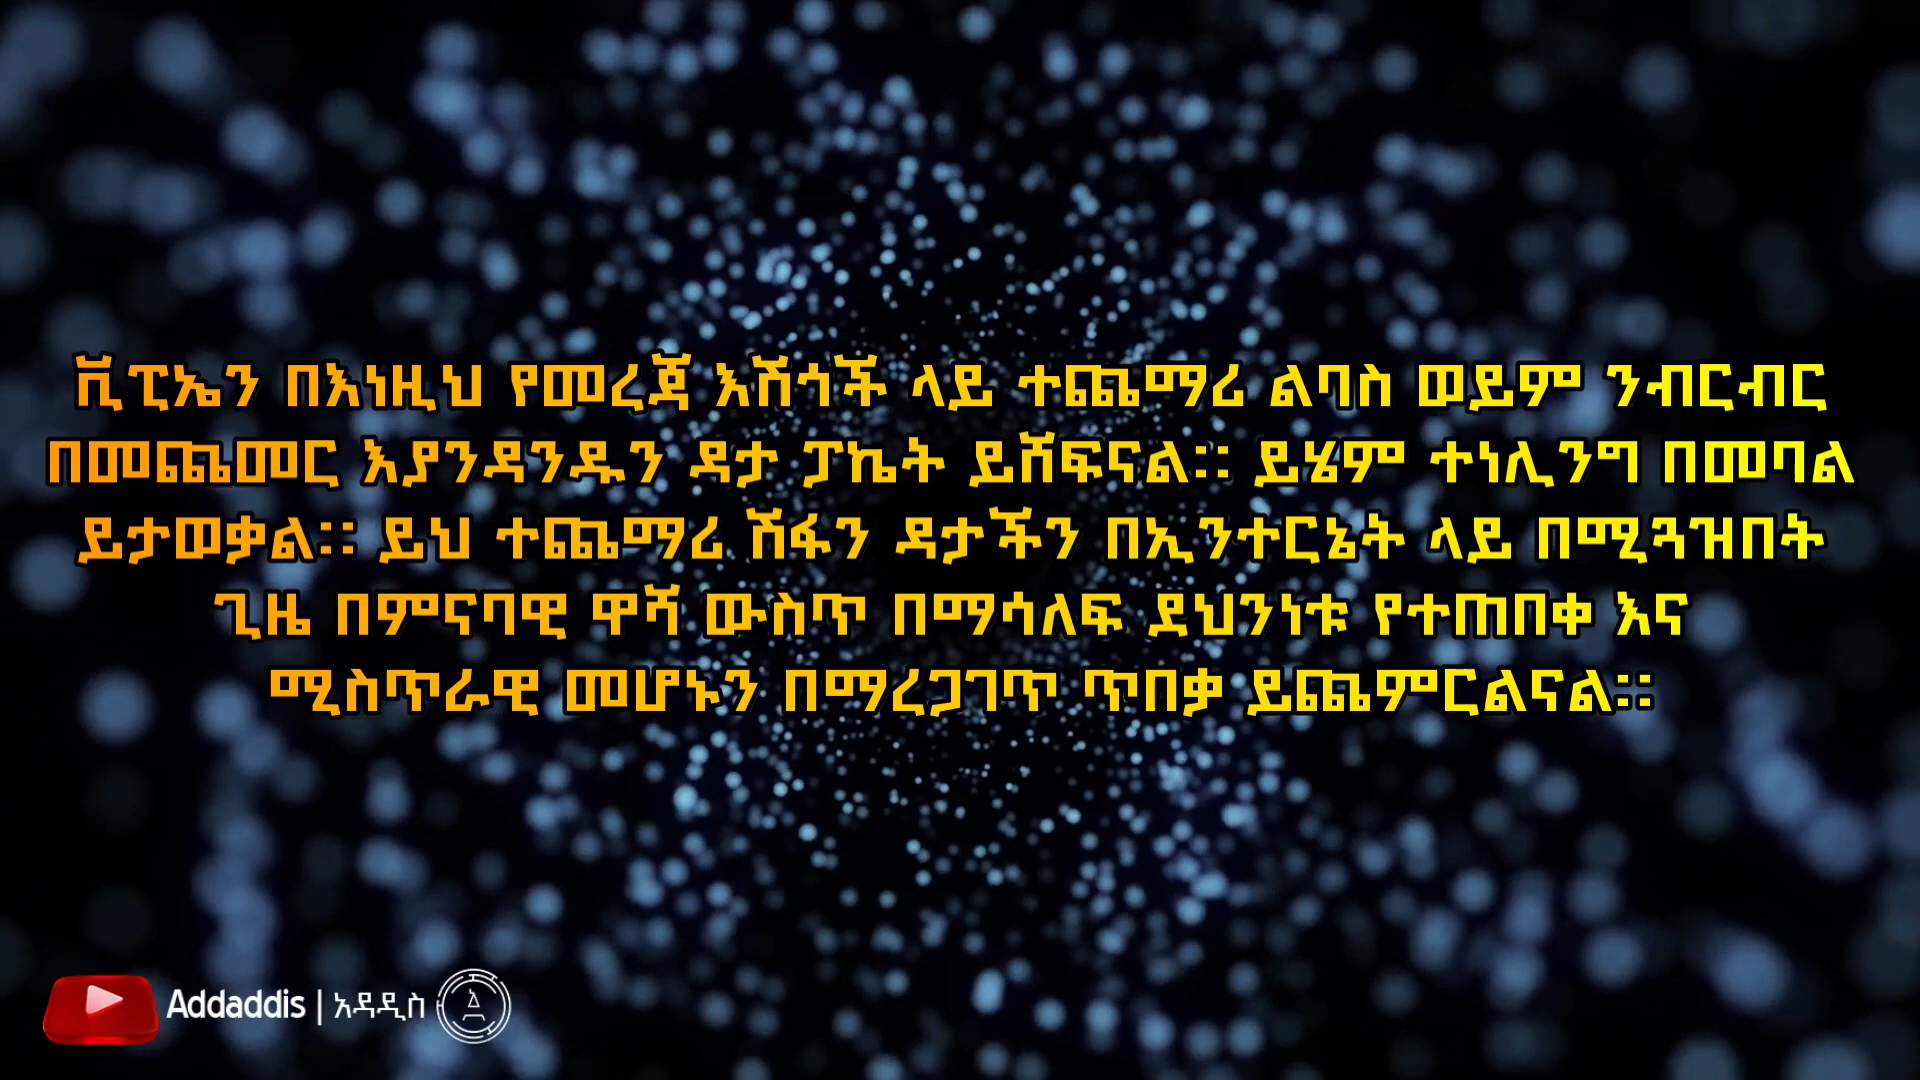 ቪፒኤን በእነዚህ የመረጃ እሽጎች ላይ ተጨማሪ ልባስ ወይም ንብርብር
በመጨመር እያንዳንዱን ዳታ ፓኬት ይሸፍናል፡፡ ይሄም ተነሊንግ በመባል
ይታወቃል፡፡ ይህ ተጨማሪ ሽፋን ዳታችን በኢንተርኔት ላይ በሚጓዝበት
ጊዜ በምናባዊ ዋሻ ውስጥ በማሳለፍ ደህንነቱ የተጠበቀ እና
ሚስጥራዊ መሆኑን በማረጋገጥ ጥበቃ ይጨምርልናል፡፡
Addaddis | አዳዲስ